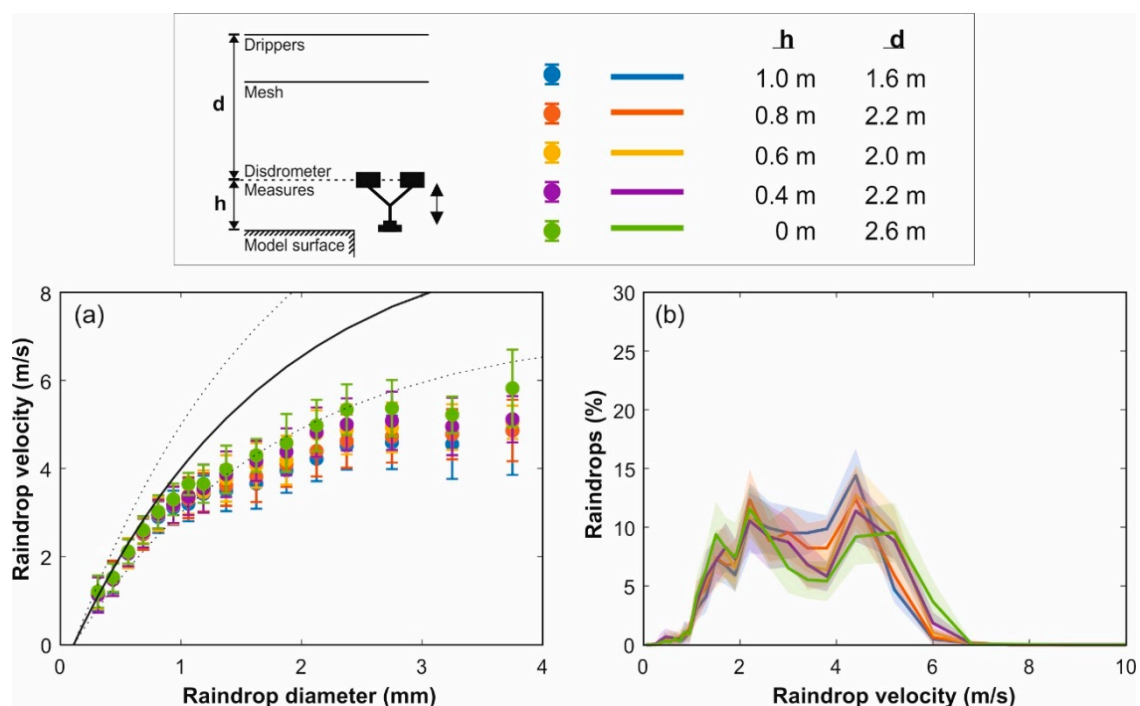 Drippers
d
Mesh
Disdrometer
Measures
h
Model surface
h d
1.0 m 1.6 m
0.8 m 2.2 m
0.6 m 2.0 m
0.4 m 2.2 m
0 m 2.6 m
(a)
Raindrop velocity (m/s)
8
6
4
2
0
0 1 2 3 4
Raindrop diameter (mm)
(b)
Raindrops (%)
30
25
20
15
10
5
0
0 2 4 6 8 10
Raindrop velocity (m/s)